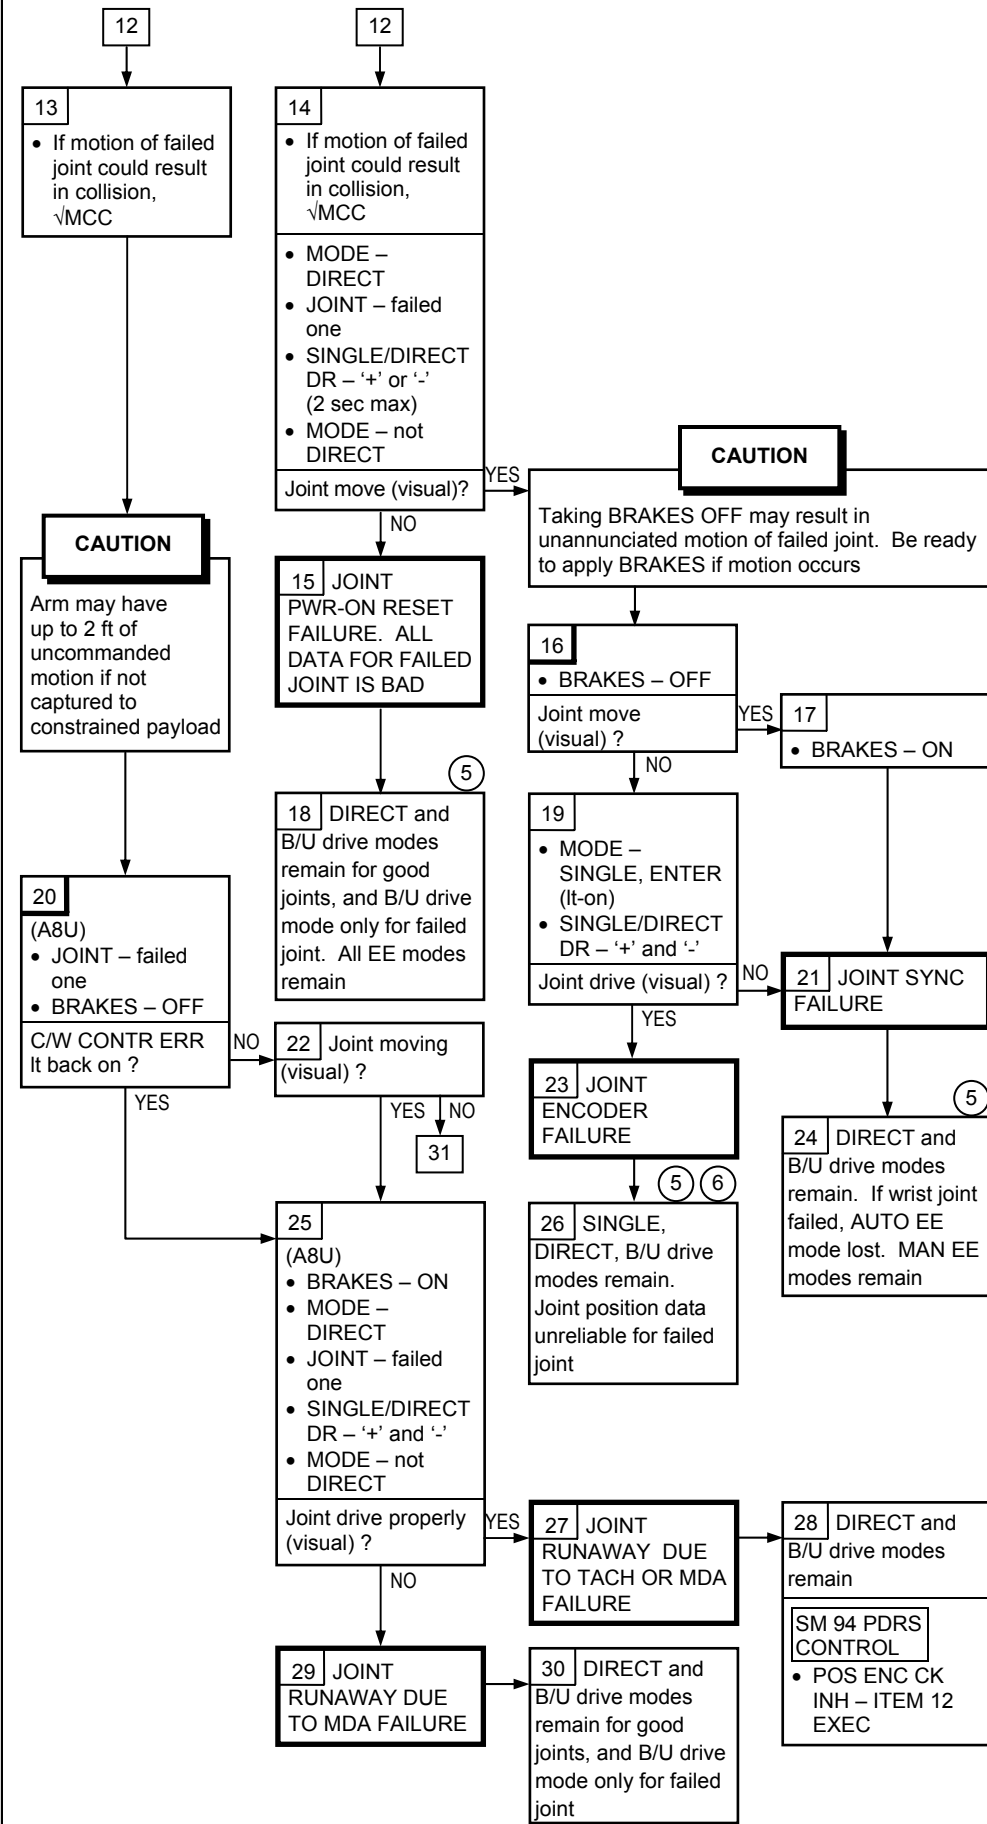 12
12
13
• If motion of failed
joint could result
in collision,
√MCC
14
• If motion of failed
joint could result
in collision,
√MCC
• MODE –
DIRECT
• JOINT – failed
one
• SINGLE/DIRECT
DR – ‘+’ or ‘-’
(2 sec max)
• MODE – not
DIRECT
Joint move (visual)?
YES
NO
CAUTION
Taking BRAKES OFF may result in
unannunciated motion of failed joint. Be ready
to apply BRAKES if motion occurs
CAUTION
Arm may have
up to 2 ft of
uncommanded
motion if not
captured to
constrained payload
15 JOINT
PWR-ON RESET
FAILURE. ALL
DATA FOR FAILED
JOINT IS BAD
16
• BRAKES – OFF
Joint move
(visual) ?
YES
NO
17
• BRAKES – ON
5
18 DIRECT and
B/U drive modes
remain for good
joints, and B/U drive
mode only for failed
joint. All EE modes
remain
19
• MODE –
SINGLE, ENTER
(lt-on)
• SINGLE/DIRECT
DR – ‘+’ and ‘-’
Joint drive (visual) ?
NO
YES
20
(A8U)
• JOINT – failed
one
• BRAKES – OFF
C/W CONTR ERR
lt back on ?
NO
YES
21 JOINT SYNC
FAILURE
22 Joint moving
(visual) ?
YES
NO
31
23 JOINT
ENCODER
FAILURE
5
24 DIRECT and
B/U drive modes
remain. If wrist joint
failed, AUTO EE
mode lost. MAN EE
modes remain
25
(A8U)
• BRAKES – ON
• MODE –
DIRECT
• JOINT – failed
one
• SINGLE/DIRECT
DR – ‘+’ and ‘-’
• MODE – not
DIRECT
Joint drive properly
(visual) ?
YES
NO
5 6
26 SINGLE,
DIRECT, B/U drive
modes remain.
Joint position data
unreliable for failed
joint
27 JOINT
RUNAWAY DUE
TO TACH OR MDA
FAILURE
28 DIRECT and
B/U drive modes
remain
SM 94 PDRS
CONTROL
• POS ENC CK
INH – ITEM 12
EXEC
29 JOINT
RUNAWAY DUE
TO MDA FAILURE
30 DIRECT and
B/U drive modes
remain for good
joints, and B/U drive
mode only for failed
joint